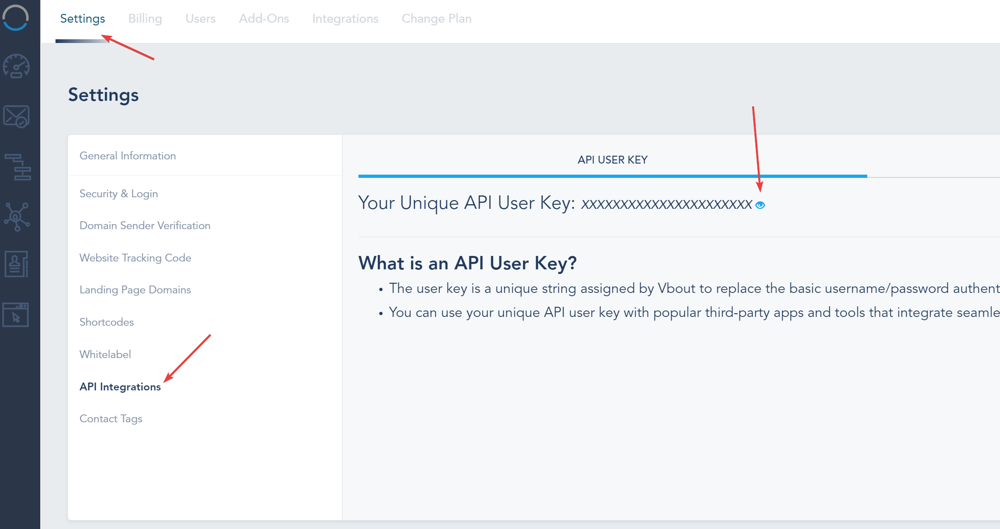 Settings Billing Users Add-Ons Integrations Change Plan
Settings
General Information
Security & Login
Domain Sender Verification
Website Tracking Code
Landing Page Domains
Shortcodes
Whitelabel
API Integrations
Contact Tags
API USER KEY
Your Unique API User Key: xxxxxxxxxxxxxxxxxxxxxx
What is an API User Key?
• The user key is a unique string assigned by Vbout to replace the basic username/password authent
• You can use your unique API user key with popular third-party apps and tools that integrate seamle